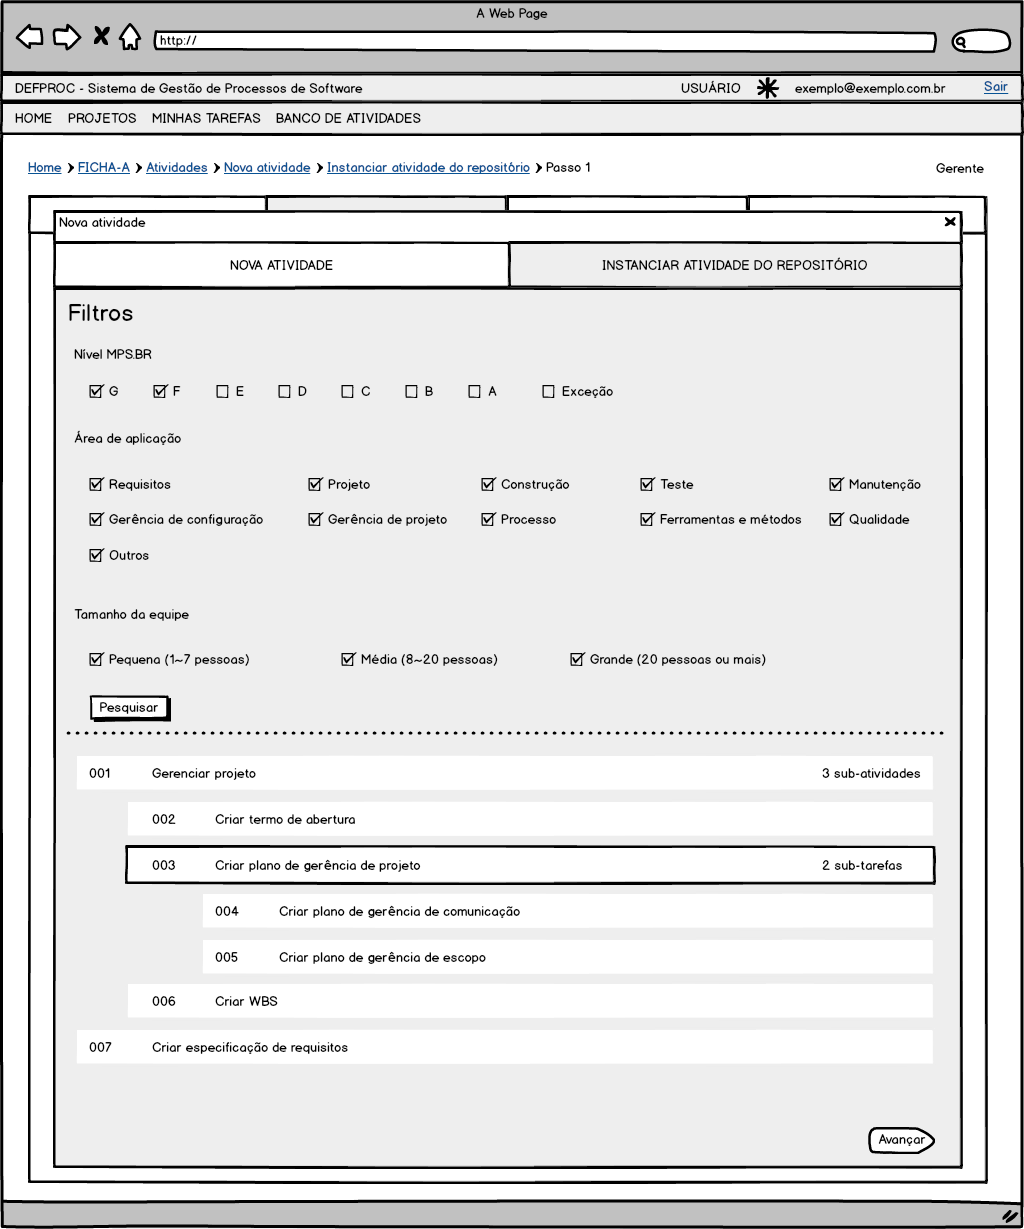 A Web Page
http://
DEFPROC - Sistema de Gestão de Processos de Software USUÁRIO exemplo@exemplo.com.br Sair
HOME PROJETOS MINHAS TAREFAS BANCO DE ATIVIDADES
Home FICHA-A Atividades Nova atividade Instanciar atividade do repositório Passo 1 Gerente
Nova atividade
NOVA ATIVIDADE INSTANCIAR ATIVIDADE DO REPOSITÓRIO
Filtros
Nível MPS.BR
G F E D C B A Exceção
Área de aplicação
Requisitos Projeto Construção Teste Manutenção
Gerência de configuração Gerência de projeto Processo Ferramentas e métodos Qualidade
Outros
Tamanho da equipe
Pequena (1~7 pessoas) Média (8~20 pessoas) Grande (20 pessoas ou mais)
Pesquisar
001 Gerenciar projeto 3 sub-atividades
002 Criar termo de abertura
003 Criar plano de gerência de projeto 2 sub-tarefas
004 Criar plano de gerência de comunicação
005 Criar plano de gerência de escopo
006 Criar WBS
007 Criar especificação de requisitos
Avançar